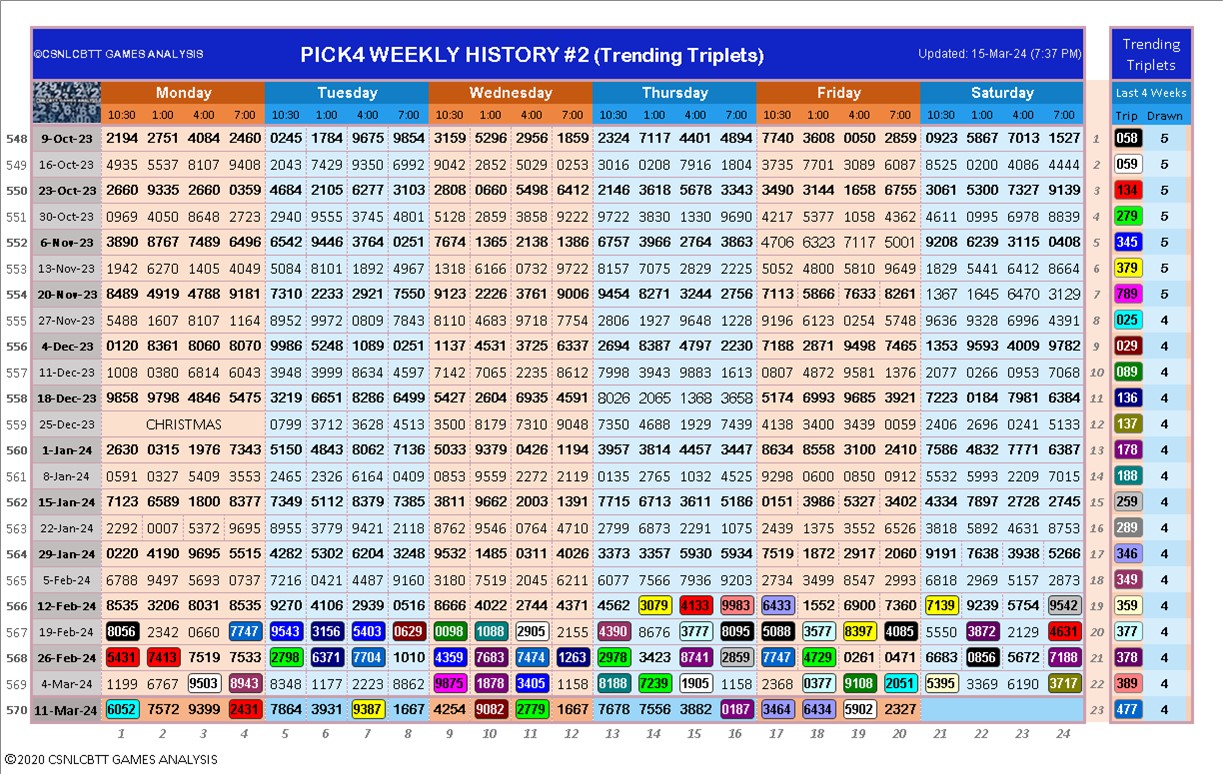 ©CSNLCBTT GAMES ANALYSIS PICK4 WEEKLY HISTORY #2 (Trending Triplets) Updated: 15-Mar-24 (7:37 PM) Trending Triplets
Monday Tuesday Wednesday Thursday Friday Saturday Last 4 Weeks
10:30 1:00 4:00 7:00 10:30 1:00 4:00 7:00 10:30 1:00 4:00 7:00 10:30 1:00 4:00 7:00 10:30 1:00 4:00 7:00 10:30 1:00 4:00 7:00 Trip Drawn
548 9-Oct-23 2194 2751 4084 2460 0245 1784 9675 9854 3159 5296 2956 1859 2324 7117 4401 4894 7740 3608 0050 2859 0923 5867 7013 1527 1 058 5
549 16-Oct-23 4935 5537 8107 9408 2043 7429 9350 6995 9042 2852 5029 0253 3016 0208 7916 1804 3735 7701 3089 6087 8525 0200 4086 4444 2 059 5
550 23-Oct-23 2660 9335 2660 0359 4684 2105 6277 3103 2808 0660 5498 6412 2146 3618 5678 3343 3490 3144 1658 6755 3061 5300 7327 9139 3 134 5
551 30-Oct-23 0969 4050 8648 2723 2940 9555 3745 4801 5128 2859 3858 9222 9722 3830 1330 9690 4217 5377 1058 4362 4611 0995 6978 8839 4 279 5
552 6-Nov-23 3890 8767 7489 6496 6542 9446 3764 0251 7674 1365 2138 1386 6757 3966 2764 3863 4706 6323 7117 5001 9208 6239 3115 0408 5 345 5
553 13-Nov-23 1942 6270 1405 4049 5084 8101 1892 4967 1318 6166 0732 9722 8157 7075 2829 2225 5052 4800 5810 9649 1829 5441 6412 8664 6 379 5
554 20-Nov-23 8489 4919 4788 9181 7310 2233 2921 7550 9123 2226 3761 9006 9454 8271 3244 2756 7113 5866 7633 8261 1367 1645 6470 3129 7 789 5
555 27-Nov-23 5488 1607 8107 1164 8952 9972 0809 7843 8110 4683 9718 7754 2806 1927 9648 1228 9196 6123 0254 5748 9636 9328 6996 4391 8 025 4
556 4-Dec-23 0120 8361 8060 8070 9986 5248 1089 0291 1137 4531 3725 6337 2694 8387 4797 2230 7188 2871 9498 7465 1353 9593 4009 9782 9 029 4
557 11-Dec-23 1008 0380 6814 6043 3948 3999 8634 4597 7142 7065 2235 8612 7998 3943 9883 1613 0807 4872 9581 1376 2077 0266 0953 7068 10 089 4
558 18-Dec-23 9858 9798 4846 5475 3219 6651 8286 6499 5427 2604 6935 4591 8026 2065 1368 3658 5174 6993 9685 3921 7223 0184 7981 6384 11 136 4
559 25-Dec-23 CHRISTMAS 0799 3712 3628 4513 3500 8179 7310 9048 7350 4688 1929 7439 4138 3400 3439 0059 2406 2696 0241 5133 12 137 4
560 1-Jan-24 2630 0315 1976 7343 5150 4843 8062 7136 5033 9379 0426 1194 3957 3814 4457 3447 8634 8558 3100 2410 7586 4832 7771 6387 13 178 4
561 8-Jan-24 0591 0327 5409 3553 2465 2326 6164 0409 0853 9559 2272 2119 0135 2765 1032 4525 9298 0600 0850 0912 5532 5993 2209 7015 14 188 4
562 15-Jan-24 7123 6589 1800 8377 7349 5112 8379 7385 3811 9662 2003 1391 7715 6713 3611 5186 0151 3986 5327 3402 4334 7897 2728 2745 15 259 4
563 22-Jan-24 2292 0007 5372 9695 8955 3779 9421 2118 8762 9546 0764 4710 2799 6873 2291 1075 2439 1375 3552 6526 3818 5892 4631 8753 16 289 4
564 29-Jan-24 0220 4190 9695 5515 4282 5302 6204 3248 9532 1485 0311 4026 3373 3357 5930 5934 7519 1872 2917 2060 9191 7638 3938 5266 17 346 4
565 5-Feb-24 6788 9497 5693 0737 7216 0421 4487 9160 3180 7519 2045 6211 6077 7566 7936 9203 2734 3499 8547 2993 6818 2969 5157 2873 18 349 4
566 12-Feb-24 8535 3206 8031 8535 9270 4106 2939 0516 8666 4022 2744 4371 4562 3079 4133 9983 6433 1552 6900 7360 7139 9239 5754 9542 19 359 4
567 19-Feb-24 8056 2342 0660 7747 9543 3156 5403 0629 0098 1088 2905 2155 4390 8676 3777 8095 5088 3577 8397 4085 5550 3872 2129 4631 20 377 4
568 26-Feb-24 5431 7413 7519 7533 2798 6371 7704 1010 4359 7683 7474 1263 2978 3423 8741 2859 7747 4729 0261 0471 6683 0856 5672 7188 21 378 4
569 4-Mar-24 1199 6767 9503 8943 8348 1177 2223 8862 9875 1878 3405 1158 8188 7239 1905 1158 2368 0377 9108 2051 5395 3369 6190 3717 22 389 4
570 11-Mar-24 6052 7572 9399 2431 7864 3931 9387 1667 4254 9082 2779 1667 7678 7556 3882 0187 3464 6434 5902 2327 23 477 4
1 2 3 4 5 6 7 8 9 10 11 12 13 14 15 16 17 18 19 20 21 22 23 24
©2020 CSNLCBTT GAMES ANALYSIS